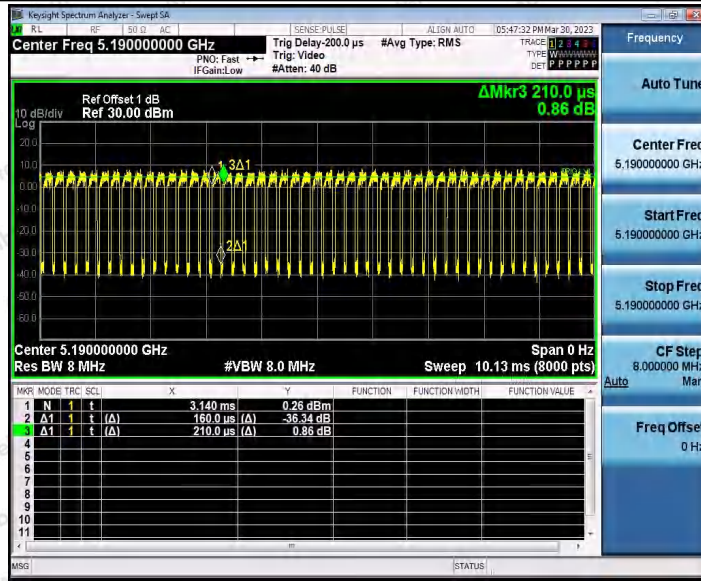 Keysight Spectrum Analyzer - Swept SA
RL RF 50 Ω AC SENSE:PULSE ALIGN AUTO 05:47:32 PM Mar 30, 2023
Center Freq 5.190000000 GHz
PNO: Fast
IFGain:Low
Trig Delay-200.0 µs
Trig: Video
#Atten: 40 dB
#Avg Type: RMS
TRACE 1 2 3 4 5 6
TYPE W
DET P P P P P P
ΔMkr3 210.0 µs
0.86 dB
10 dB/div
Log
Ref Offset 1 dB
Ref 30.00 dBm
20.0
10.0
0.00
-10.0
-20.0
-30.0
-40.0
-50.0
-60.0
1 3Δ1
2Δ1
Center 5.190000000 GHz
Span 0 Hz
Res BW 8 MHz
#VBW 8.0 MHz
Sweep 10.13 ms (8000 pts)
MKR MODE TRC SCL X Y FUNCTION FUNCTION WIDTH FUNCTION VALUE
1 N 1 t 3.140 ms 0.26 dBm
2 Δ1 1 t (Δ) 160.0 µs (Δ) -36.34 dB
3 Δ1 1 t (Δ) 210.0 µs (Δ) 0.86 dB
4
5
6
7
8
9
10
11
MSG STATUS
Frequency
Auto Tune
Center Freq
5.190000000 GHz
Start Freq
5.190000000 GHz
Stop Freq
5.190000000 GHz
CF Step
8.000000 MHz
Auto Man
Freq Offset
0 Hz